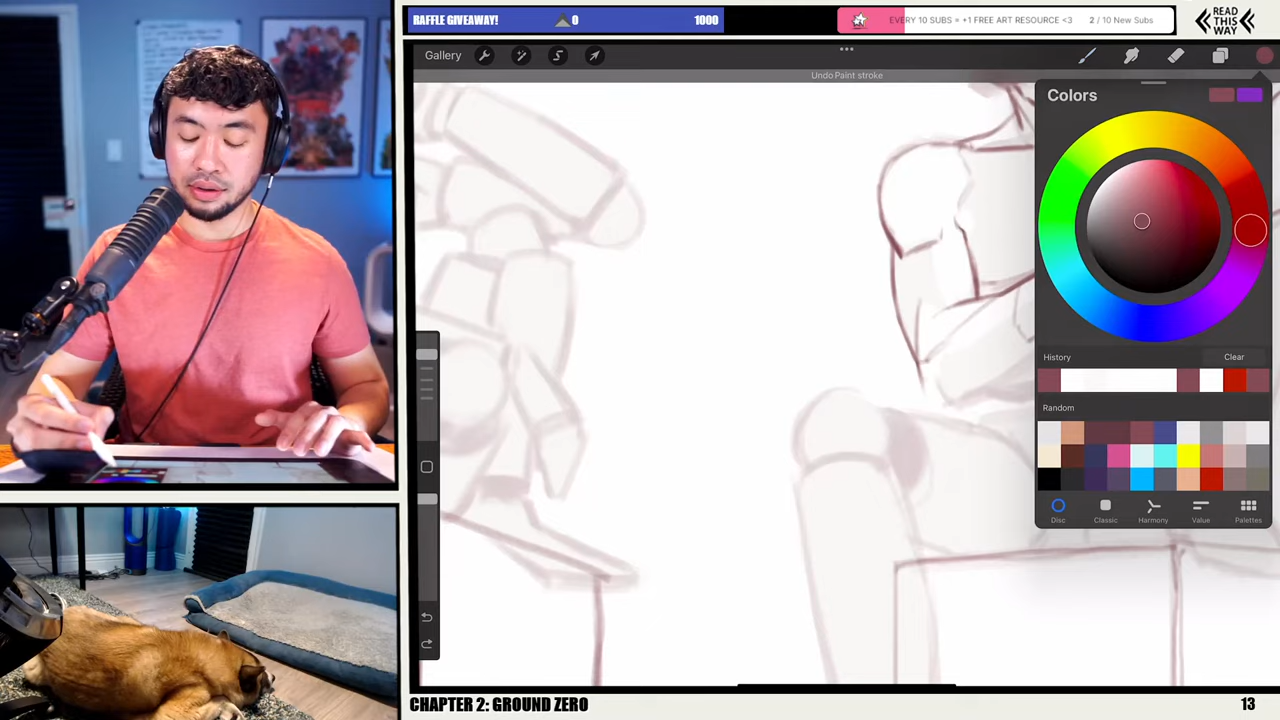 RAFFLE GIVEAWAY!
0
1000
EVERY 10 SUBS = +1 FREE ART RESOURCE <3
2 / 10 New Subs
READ
THIS
WAY
Gallery
Undo Paint stroke
Colors
History
Clear
Random
Disc
Classic
Harmony
Value
Palettes
CHAPTER 2: GROUND ZERO
13